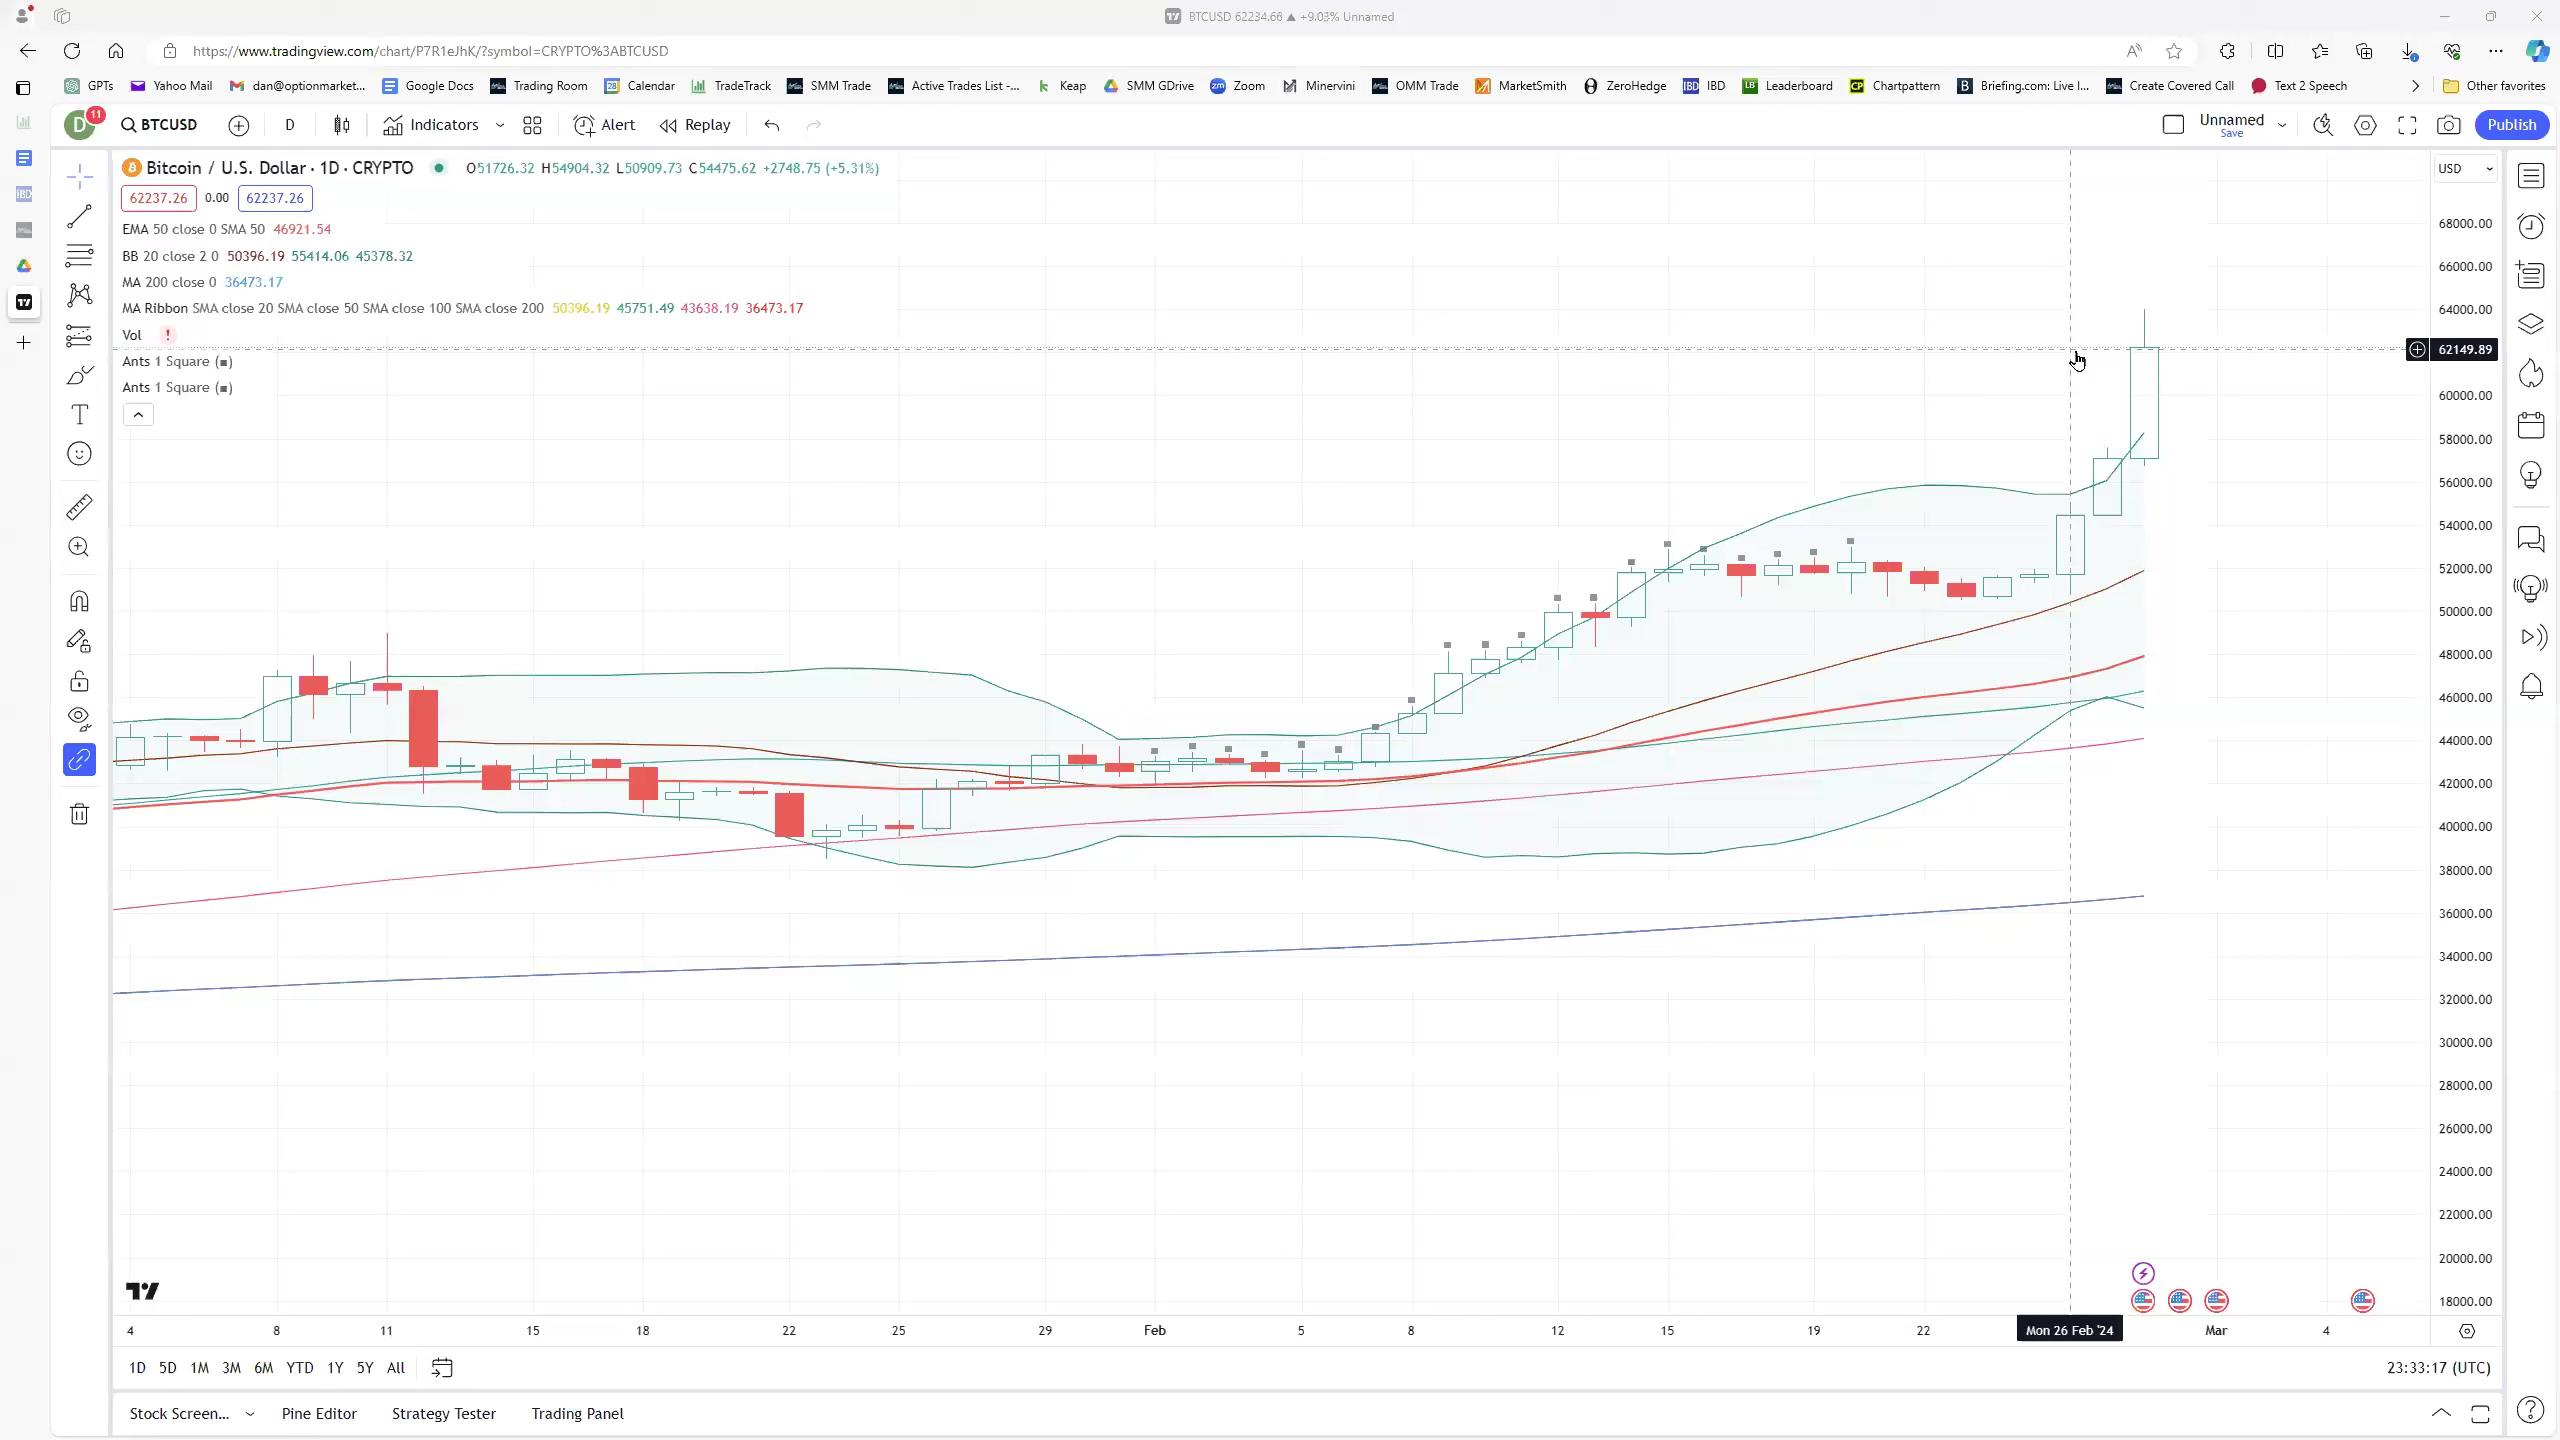 BTCUSD 62234.66 ▲ +9.03% Unnamed
https://www.tradingview.com/chart/P7R1eJhK/?symbol=CRYPTO%3ABTCUSD
GPTs Yahoo Mail dan@optionmarket... Google Docs Trading Room Calendar TradeTrack SMM Trade Active Trades List -... Keap SMM GDrive Zoom Minervini OMM Trade MarketSmith ZeroHedge IBD Leaderboard Chartpattern Briefing.com: Live I... Create Covered Call Text 2 Speech Other favorites
D 11 BTCUSD D Indicators Alert Replay Unnamed Save Publish
Bitcoin / U.S. Dollar · 1D · CRYPTO O51726.32 H54904.32 L50909.73 C54475.62 +2748.75 (+5.31%) USD
62237.26 0.00 62237.26
EMA 50 close 0 SMA 50 46921.54
BB 20 close 2 0 50396.19 55414.06 45378.32
MA 200 close 0 36473.17
MA Ribbon SMA close 20 SMA close 50 SMA close 100 SMA close 200 50396.19 45751.49 43638.19 36473.17
Vol !
Ants 1 Square (■)
Ants 1 Square (■)
68000.00
66000.00
64000.00
62149.89
60000.00
58000.00
56000.00
54000.00
52000.00
50000.00
48000.00
46000.00
44000.00
42000.00
40000.00
38000.00
36000.00
34000.00
32000.00
30000.00
28000.00
26000.00
24000.00
22000.00
20000.00
18000.00
4 8 11 15 18 22 25 29 Feb 5 8 12 15 19 22 Mon 26 Feb '24 Mar 4
1D 5D 1M 3M 6M YTD 1Y 5Y All 23:33:17 (UTC)
Stock Screen... Pine Editor Strategy Tester Trading Panel